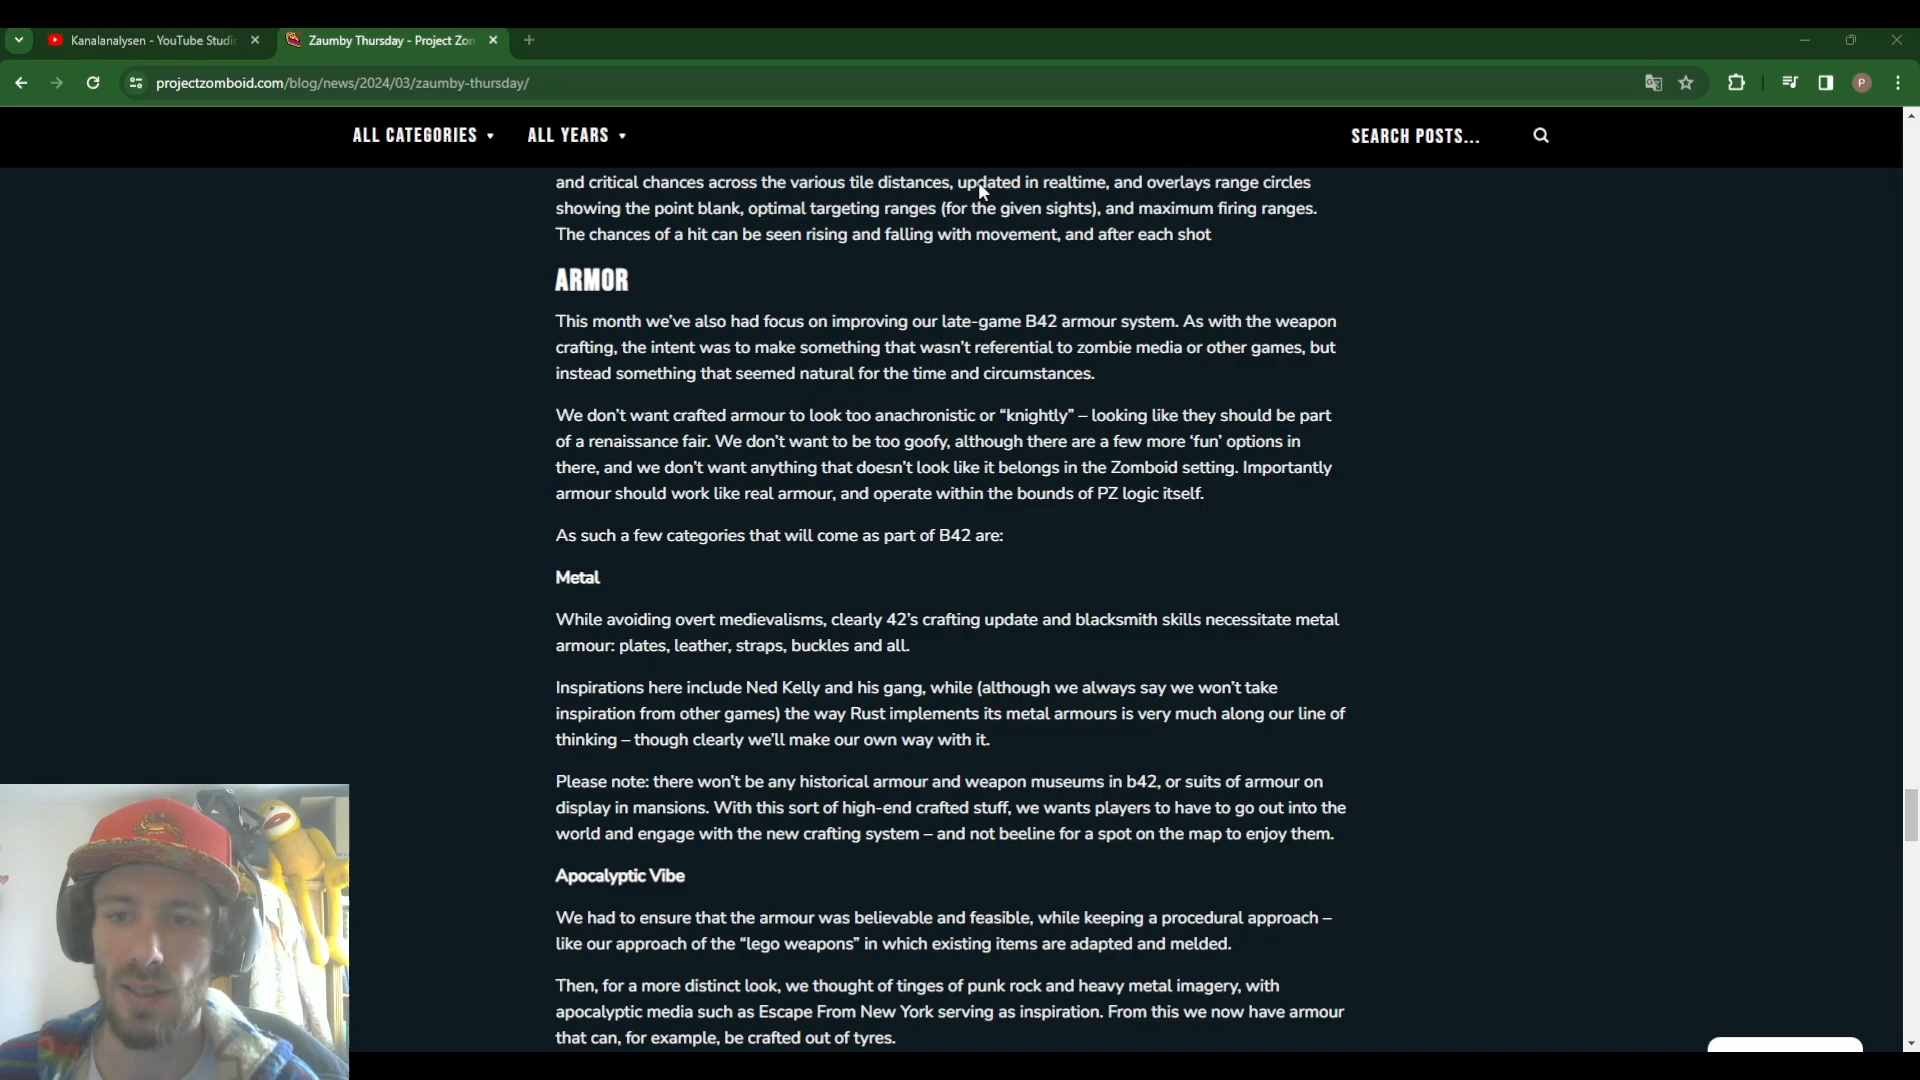 Kanalanalysen - YouTube Studi
Zaumby Thursday - Project Zom
projectzomboid.com/blog/news/2024/03/zaumby-thursday/
P
ALL CATEGORIES
ALL YEARS
SEARCH POSTS...
and critical chances across the various tile distances, updated in realtime, and overlays range circles
showing the point blank, optimal targeting ranges (for the given sights), and maximum firing ranges.
The chances of a hit can be seen rising and falling with movement, and after each shot
ARMOR
This month we've also had focus on improving our late-game B42 armour system. As with the weapon
crafting, the intent was to make something that wasn't referential to zombie media or other games, but
instead something that seemed natural for the time and circumstances.
We don't want crafted armour to look too anachronistic or “knightly” – looking like they should be part
of a renaissance fair. We don't want to be too goofy, although there are a few more ‘fun’ options in
there, and we don't want anything that doesn't look like it belongs in the Zomboid setting. Importantly
armour should work like real armour, and operate within the bounds of PZ logic itself.
As such a few categories that will come as part of B42 are:
Metal
While avoiding overt medievalisms, clearly 42's crafting update and blacksmith skills necessitate metal
armour: plates, leather, straps, buckles and all.
Inspirations here include Ned Kelly and his gang, while (although we always say we won't take
inspiration from other games) the way Rust implements its metal armours is very much along our line of
thinking – though clearly we'll make our own way with it.
Please note: there won't be any historical armour and weapon museums in b42, or suits of armour on
display in mansions. With this sort of high-end crafted stuff, we wants players to have to go out into the
world and engage with the new crafting system – and not beeline for a spot on the map to enjoy them.
Apocalyptic Vibe
We had to ensure that the armour was believable and feasible, while keeping a procedural approach –
like our approach of the “lego weapons” in which existing items are adapted and melded.
Then, for a more distinct look, we thought of tinges of punk rock and heavy metal imagery, with
apocalyptic media such as Escape From New York serving as inspiration. From this we now have armour
that can, for example, be crafted out of tyres.